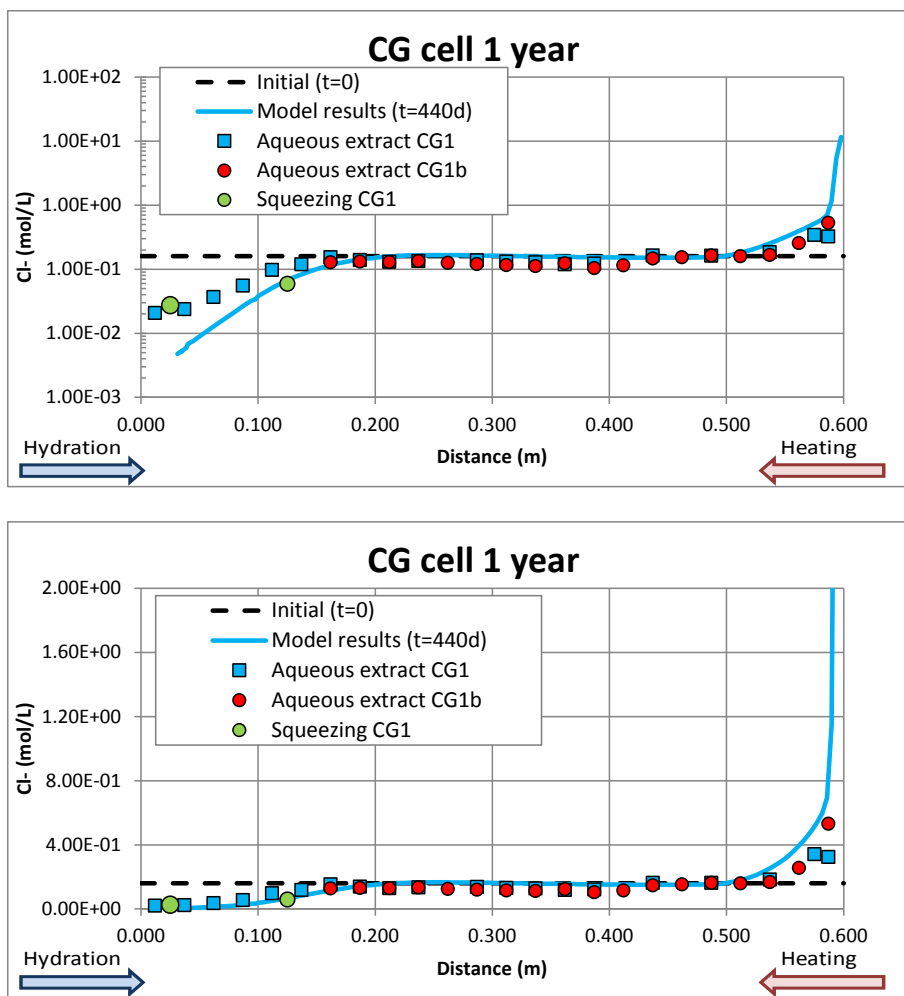 CG cell 1 year
Initial (t=0)
Model results (t=440d)
Aqueous extract CG1
Aqueous extract CG1b
Squeezing CG1
1.00E+02
1.00E+01
1.00E+00
1.00E-01
1.00E-02
1.00E-03
Cl- (mol/L)
0.000 0.100 0.200 0.300 0.400 0.500 0.600
Hydration Distance (m) Heating
CG cell 1 year
Initial (t=0)
Model results (t=440d)
Aqueous extract CG1
Aqueous extract CG1b
Squeezing CG1
2.00E+00
1.60E+00
1.20E+00
8.00E-01
4.00E-01
0.00E+00
Cl- (mol/L)
0.000 0.100 0.200 0.300 0.400 0.500 0.600
Hydration Distance (m) Heating